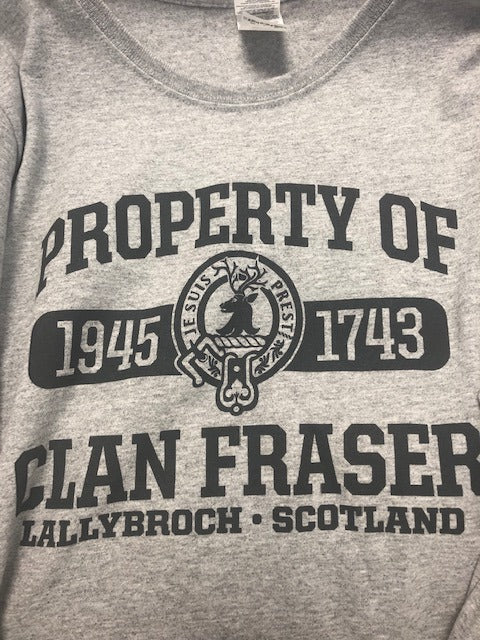 PROPERTY OF
JE SUIS PREST
1945 1743
CLAN FRASER
LALLYBROCH • SCOTLAND